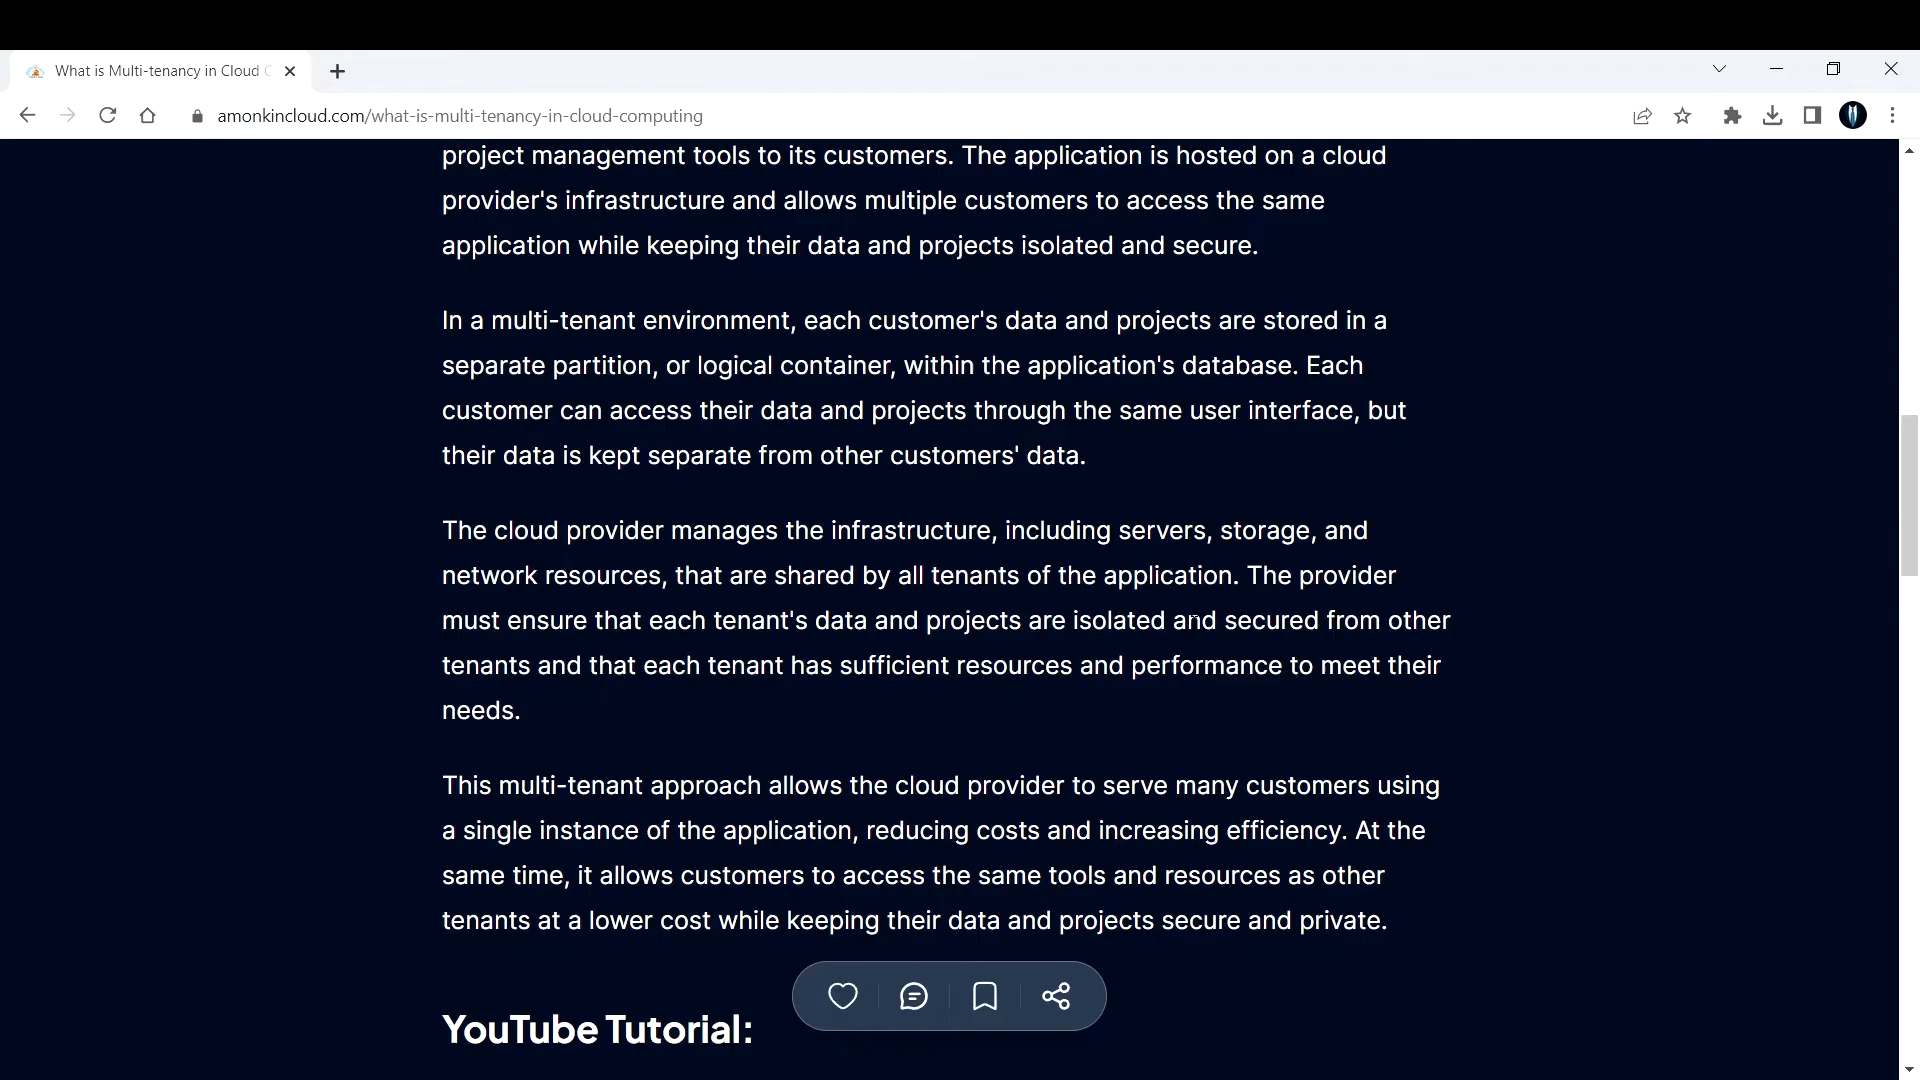 What is Multi-tenancy in Cloud
amonkincloud.com/what-is-multi-tenancy-in-cloud-computing
project management tools to its customers. The application is hosted on a cloud
provider's infrastructure and allows multiple customers to access the same
application while keeping their data and projects isolated and secure.
In a multi-tenant environment, each customer's data and projects are stored in a
separate partition, or logical container, within the application's database. Each
customer can access their data and projects through the same user interface, but
their data is kept separate from other customers' data.
The cloud provider manages the infrastructure, including servers, storage, and
network resources, that are shared by all tenants of the application. The provider
must ensure that each tenant's data and projects are isolated and secured from other
tenants and that each tenant has sufficient resources and performance to meet their
needs.
This multi-tenant approach allows the cloud provider to serve many customers using
a single instance of the application, reducing costs and increasing efficiency. At the
same time, it allows customers to access the same tools and resources as other
tenants at a lower cost while keeping their data and projects secure and private.
YouTube Tutorial: